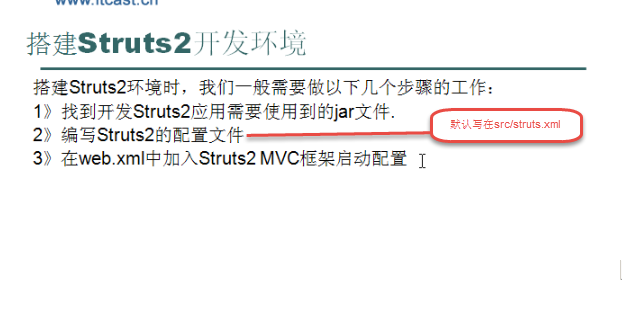 www.itcast.cn
搭建Struts2开发环境
搭建Struts2环境时，我们一般需要做以下几个步骤的工作：
1》找到开发Struts2应用需要使用到的jar文件.
2》编写Struts2的配置文件
默认写在src/struts.xml
3》在web.xml中加入Struts2 MVC框架启动配置